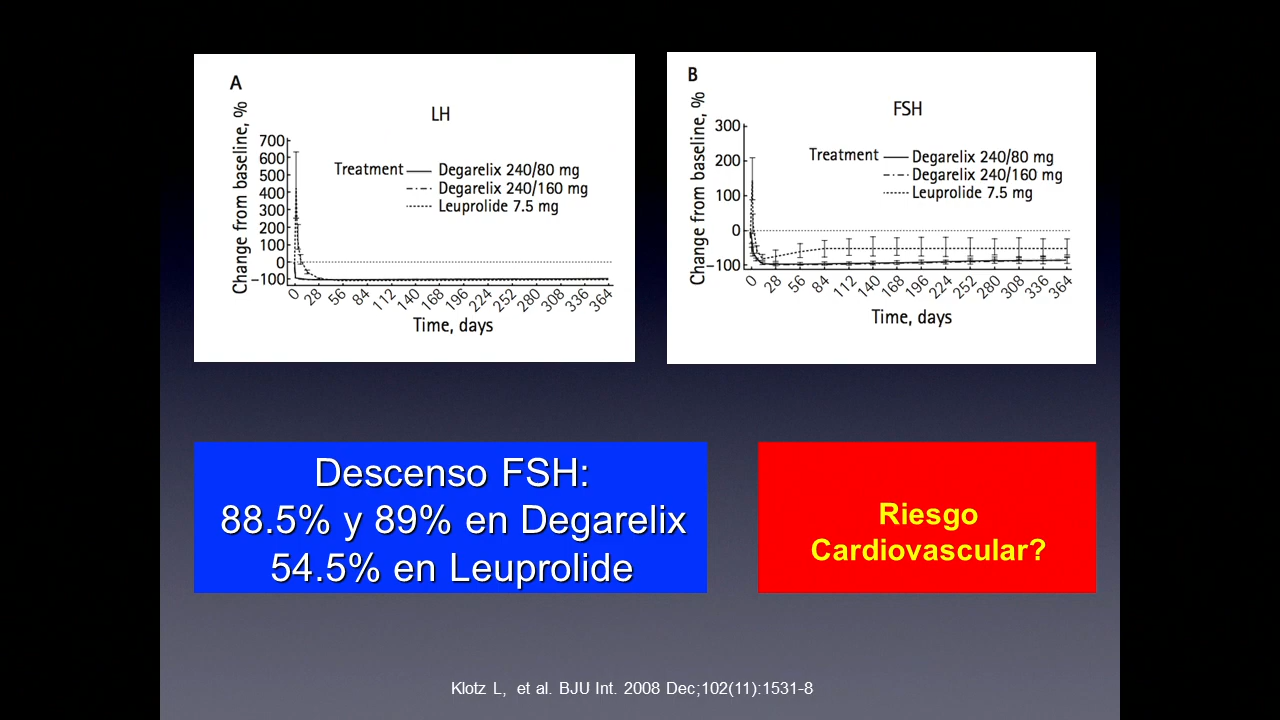 A
LH
Change from baseline, %
700
600
500
400
300
200
100
0
−100
Treatment
Degarelix 240/80 mg
Degarelix 240/160 mg
Leuprolide 7.5 mg
0 28 56 84 112 140 168 196 224 252 280 308 336 364
Time, days
B
FSH
Change from baseline, %
300
200
100
0
−100
Treatment
Degarelix 240/80 mg
Degarelix 240/160 mg
Leuprolide 7.5 mg
0 28 56 84 112 140 168 196 224 252 280 308 336 364
Time, days
Descenso FSH:
88.5% y 89% en Degarelix
54.5% en Leuprolide
Riesgo
Cardiovascular?
Klotz L, et al. BJU Int. 2008 Dec;102(11):1531-8